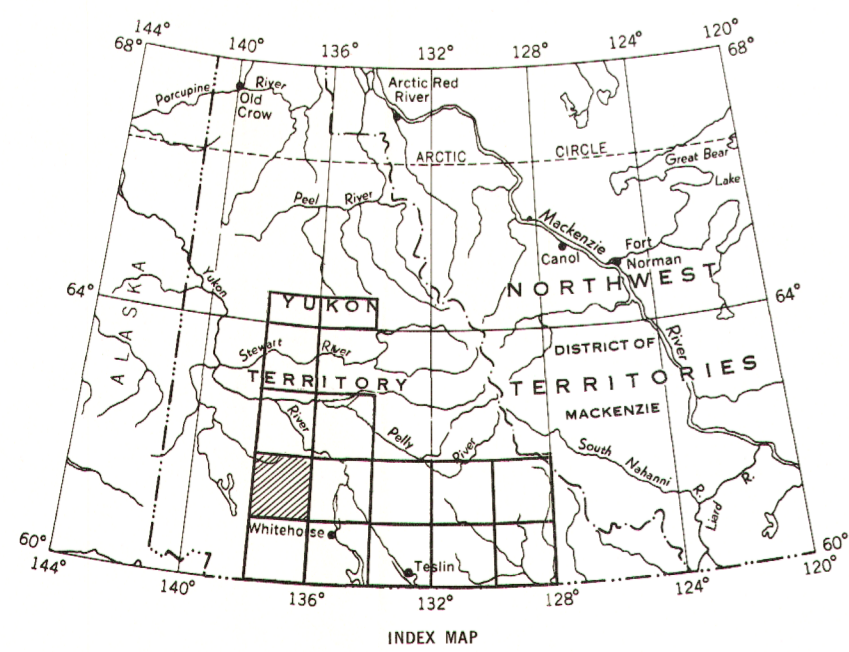 144°
140°
136°
132°
128°
124°
120°
68°
68°
Porcupine River
Old
Crow
Arctic Red
River
ARCTIC CIRCLE
Great Bear
Lake
Peel River
Mackenzie
Canol
Fort
Norman
Yukon
NORTHWEST
64°
YUKON
64°
ALASKA
Stewart River
DISTRICT OF
River
TERRITORY
TERRITORIES
MACKENZIE
River
Pelly
River
South
Nahanni
R.
Liard
R.
Whitehorse
Teslin
60°
60°
144°
140°
136°
132°
128°
124°
120°
INDEX MAP